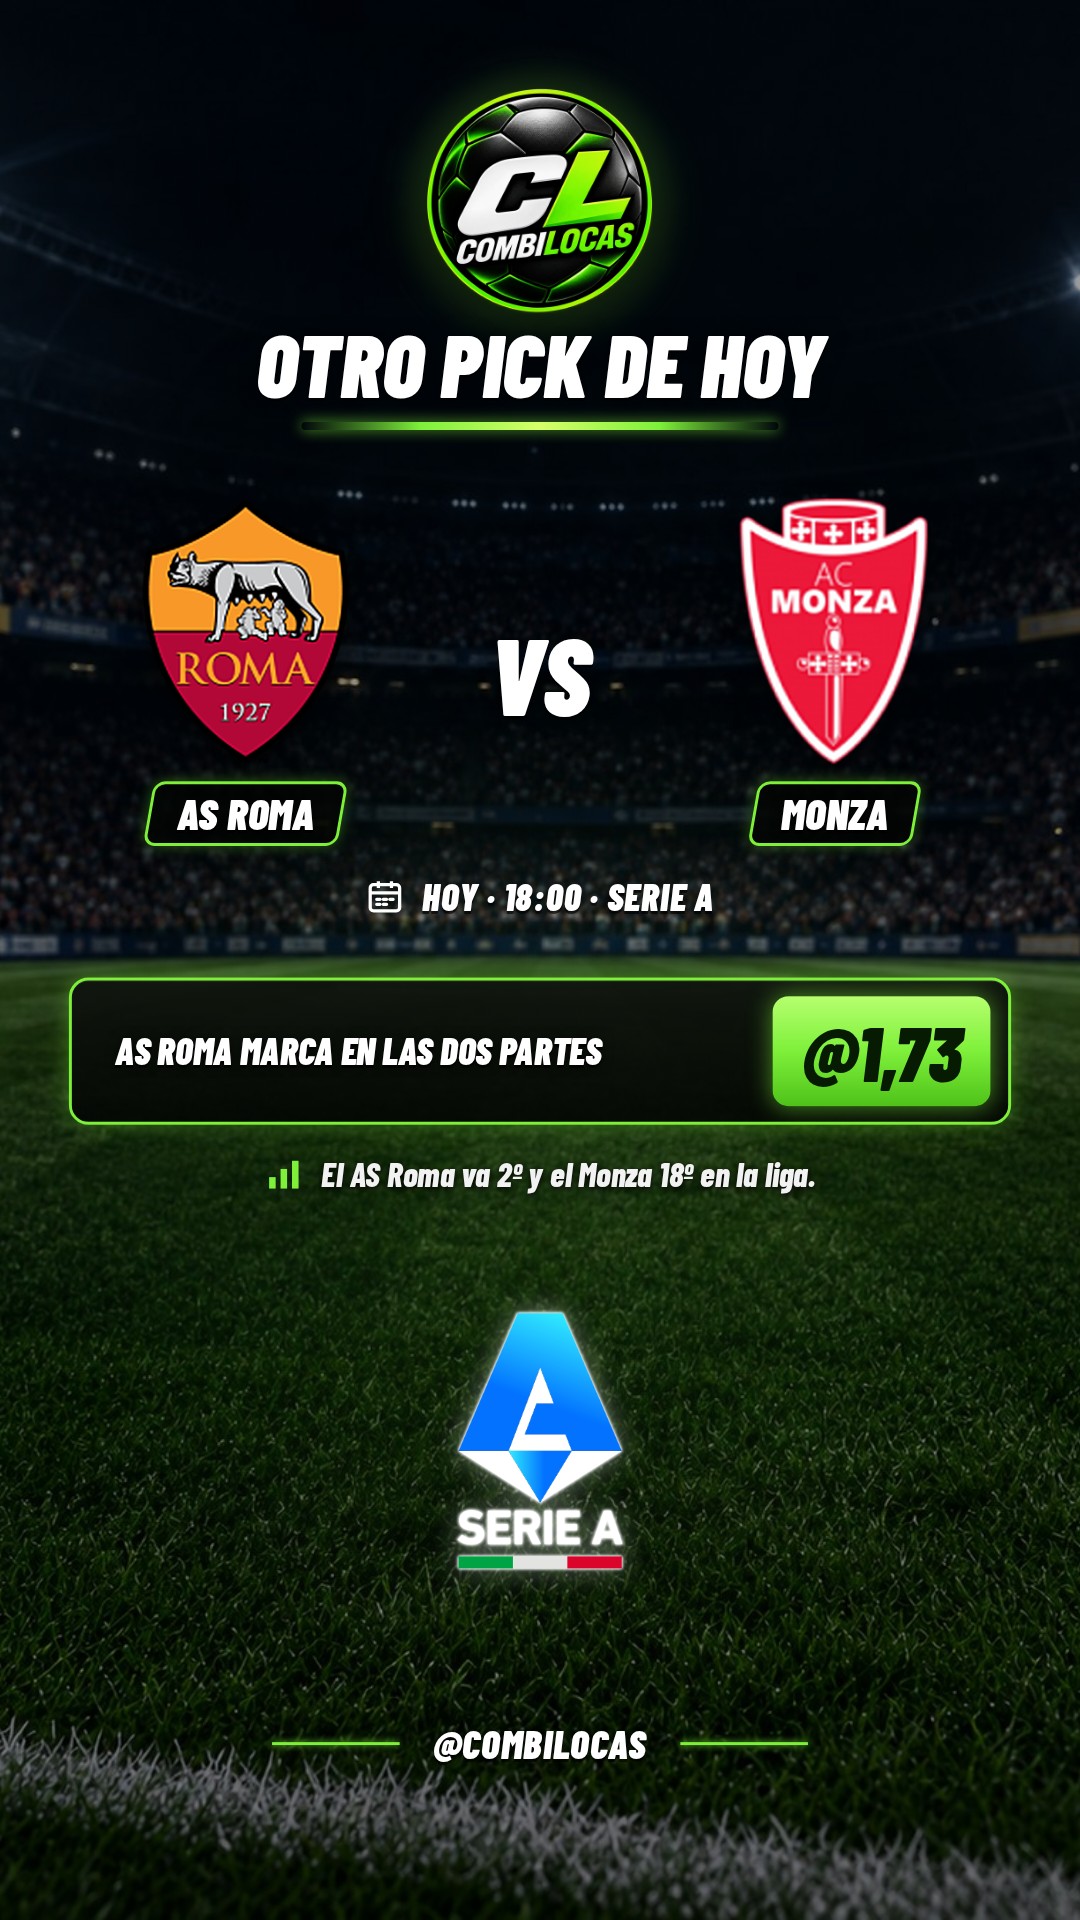 CL
COMBILOCAS
OTRO PICK DE HOY
ROMA
1927
VS
AC
MONZA
AS ROMA
MONZA
HOY · 18:00 · SERIE A
AS ROMA MARCA EN LAS DOS PARTES
@1,73
El AS Roma va 2º y el Monza 18º en la liga.
SERIE A
@COMBILOCAS